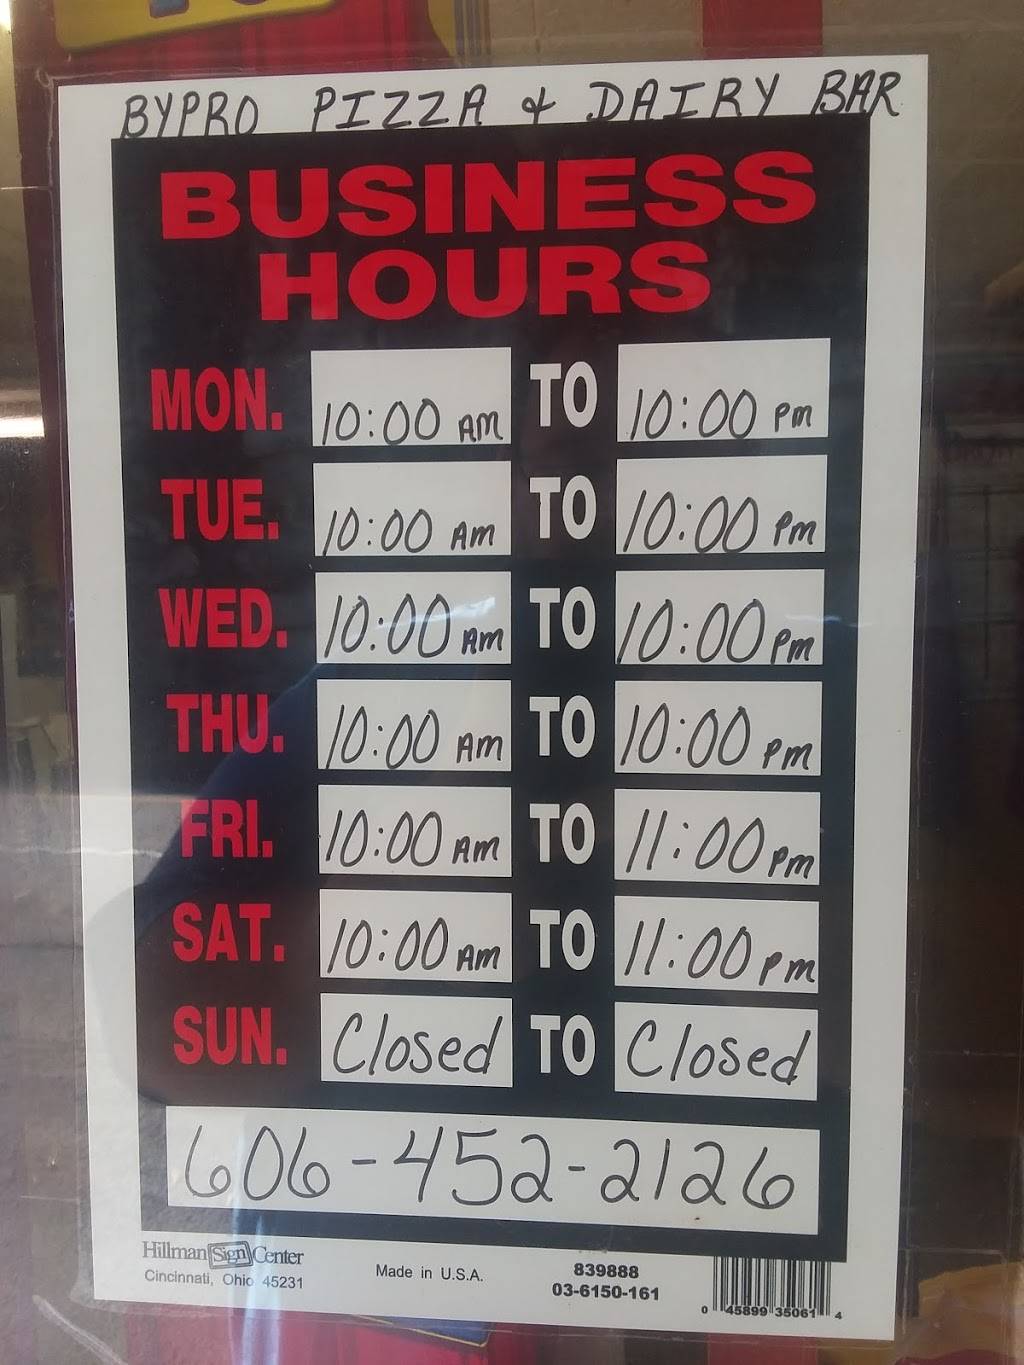 BYPRO PIZZA & DAIRY BAR
BUSINESS
HOURS
MON. 10:00 AM TO 10:00 PM
TUE. 10:00 AM TO 10:00 PM
WED. 10:00 AM TO 10:00 PM
THU. 10:00 AM TO 10:00 PM
FRI. 10:00 AM TO 11:00 PM
SAT. 10:00 AM TO 11:00 PM
SUN. Closed TO Closed
606-452-2126
Hillman Sign Center
Cincinnati, Ohio 45231
Made in U.S.A.
839888
03-6150-161
0 45899 35061 4